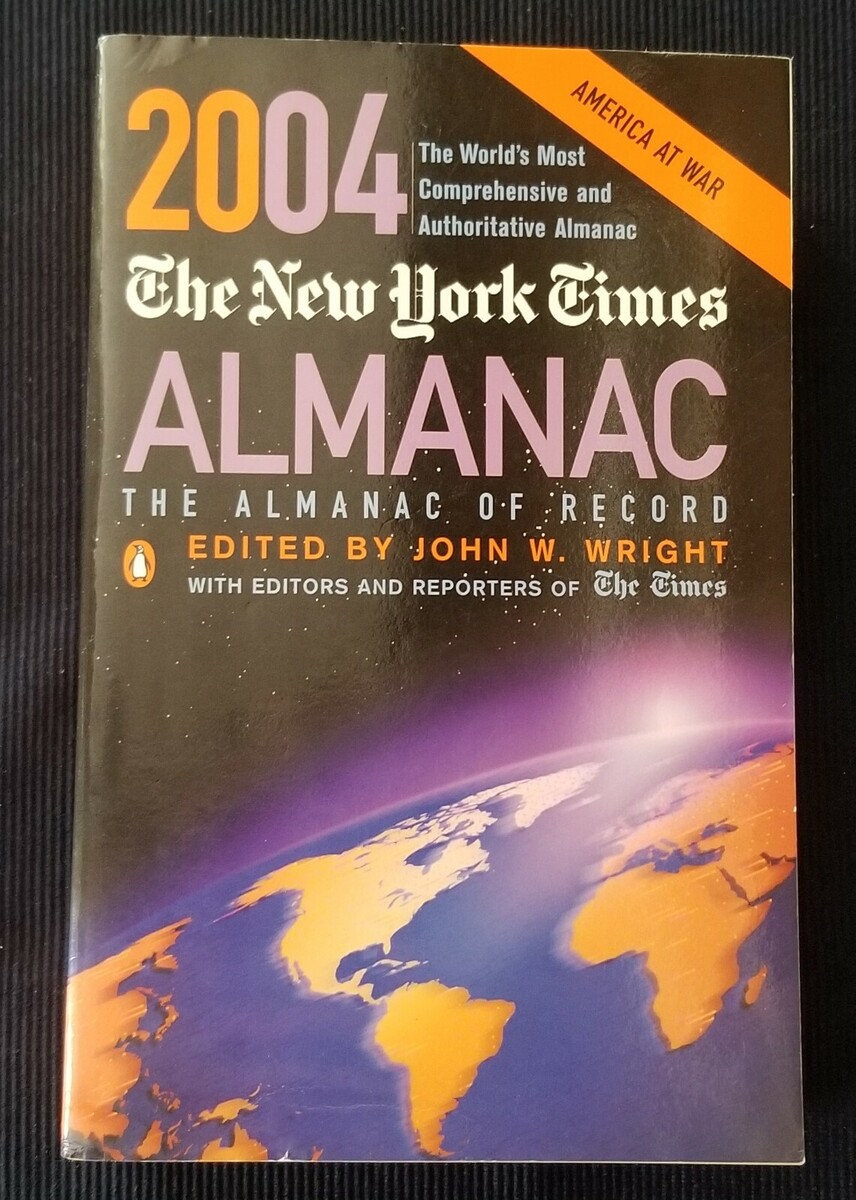 AMERICA AT WAR
2004
The World's Most
Comprehensive and
Authoritative Almanac
The New York Times
ALMANAC
THE ALMANAC OF RECORD
EDITED BY JOHN W. WRIGHT
WITH EDITORS AND REPORTERS OF The Times